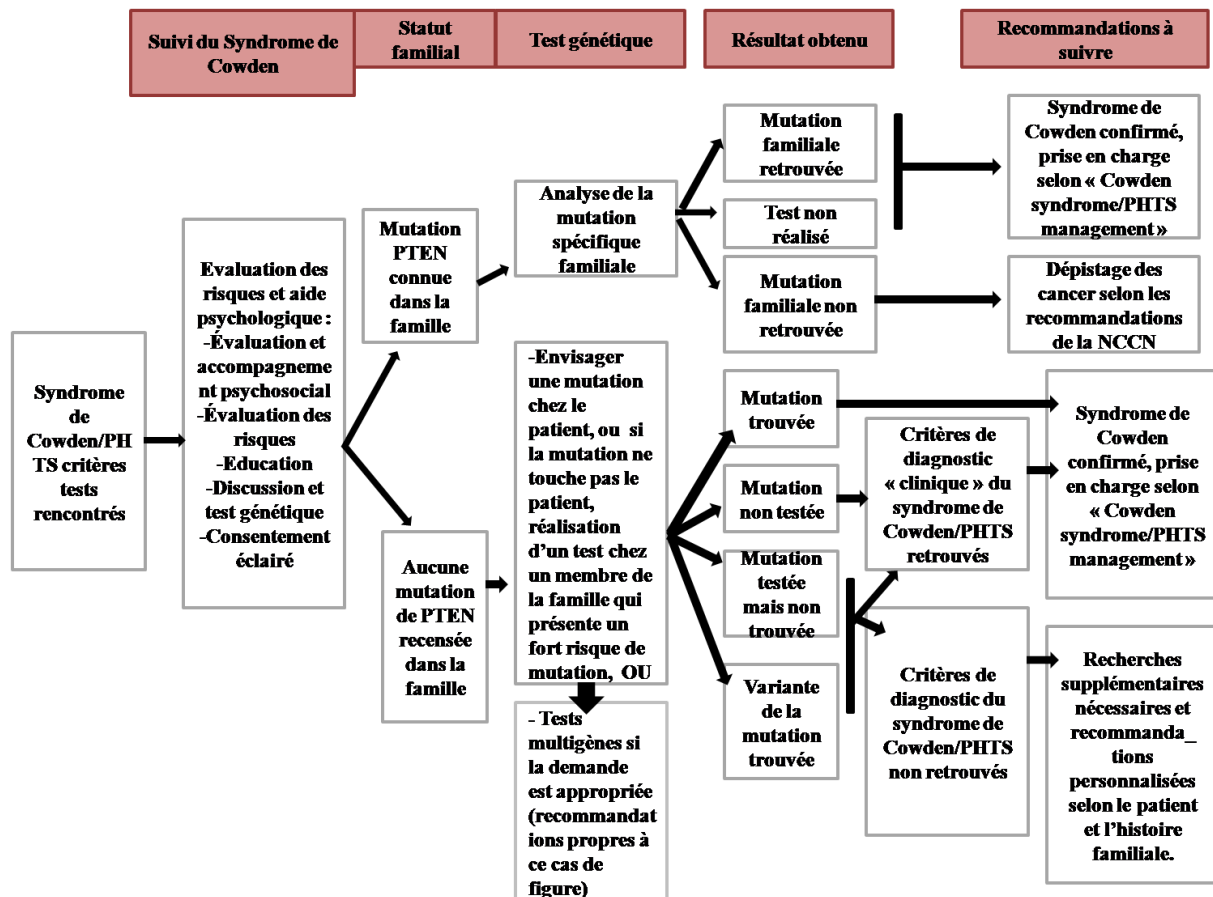 Suivi du Syndrome de
Cowden
Statut
familial
Test génétique
Résultat obtenu
Recommandations à
suivre
Syndrome
de
Cowden/PH
TS critères
tests
rencontrés
Evaluation des
risques et aide
psychologique :
-Évaluation et
accompagneme
nt psychosocial
-Évaluation des
risques
-Education
-Discussion et
test génétique
-Consentement
éclairé
Mutation
PTEN
connue
dans la
famille
Aucune
mutation
de PTEN
recensée
dans la
famille
Analyse de la
mutation
spécifique
familiale
-Envisager
une mutation
chez le
patient, ou si
la mutation ne
touche pas le
patient,
réalisation
d’un test chez
un membre de
la famille qui
présente un
fort risque de
mutation, OU
- Tests
multigènes si
la demande
est appropriée
(recommandat
ions propres à
ce cas de
figure)
Mutation
familiale
retrouvée
Test non
réalisé
Mutation
familiale non
retrouvée
Mutation
trouvée
Mutation
non testée
Mutation
testée
mais non
trouvée
Variante
de la
mutation
trouvée
Critères de
diagnostic
« clinique » du
syndrome de
Cowden/PHTS
retrouvés
Critères de
diagnostic du
syndrome de
Cowden/PHTS
non retrouvés
Syndrome de
Cowden confirmé,
prise en charge
selon « Cowden
syndrome/PHTS
management »
Dépistage des
cancer selon les
recommandations
de la NCCN
Syndrome de
Cowden
confirmé, prise
en charge selon
« Cowden
syndrome/PHTS
management »
Recherches
supplémentaires
nécessaires et
recommanda_
tions
personnalisées
selon le patient
et l’histoire
familiale.